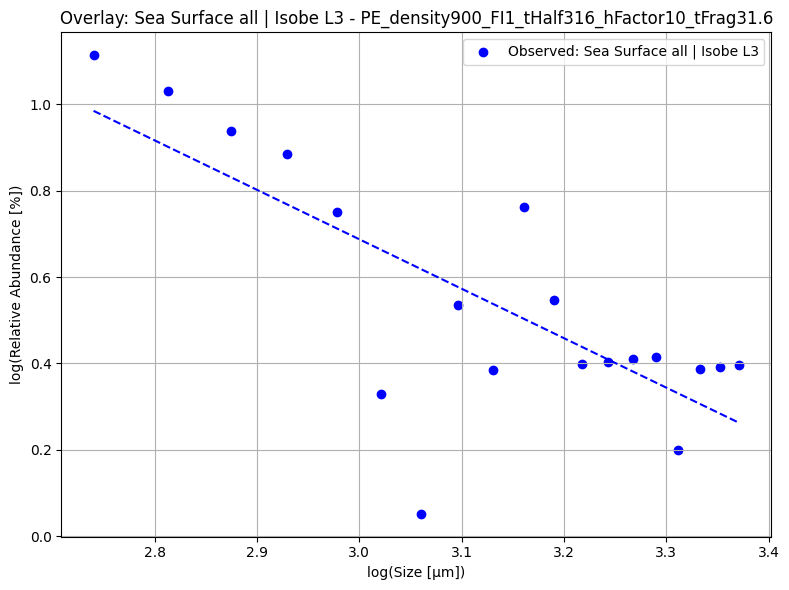 Overlay: Sea Surface all | Isobe L3 - PE_density900_FI1_tHalf316_hFactor10_tFrag31.6
Observed: Sea Surface all | Isobe L3
log(Relative Abundance [%])
1.0
0.8
0.6
0.4
0.2
0.0
2.8 2.9 3.0 3.1 3.2 3.3 3.4
log(Size [µm])